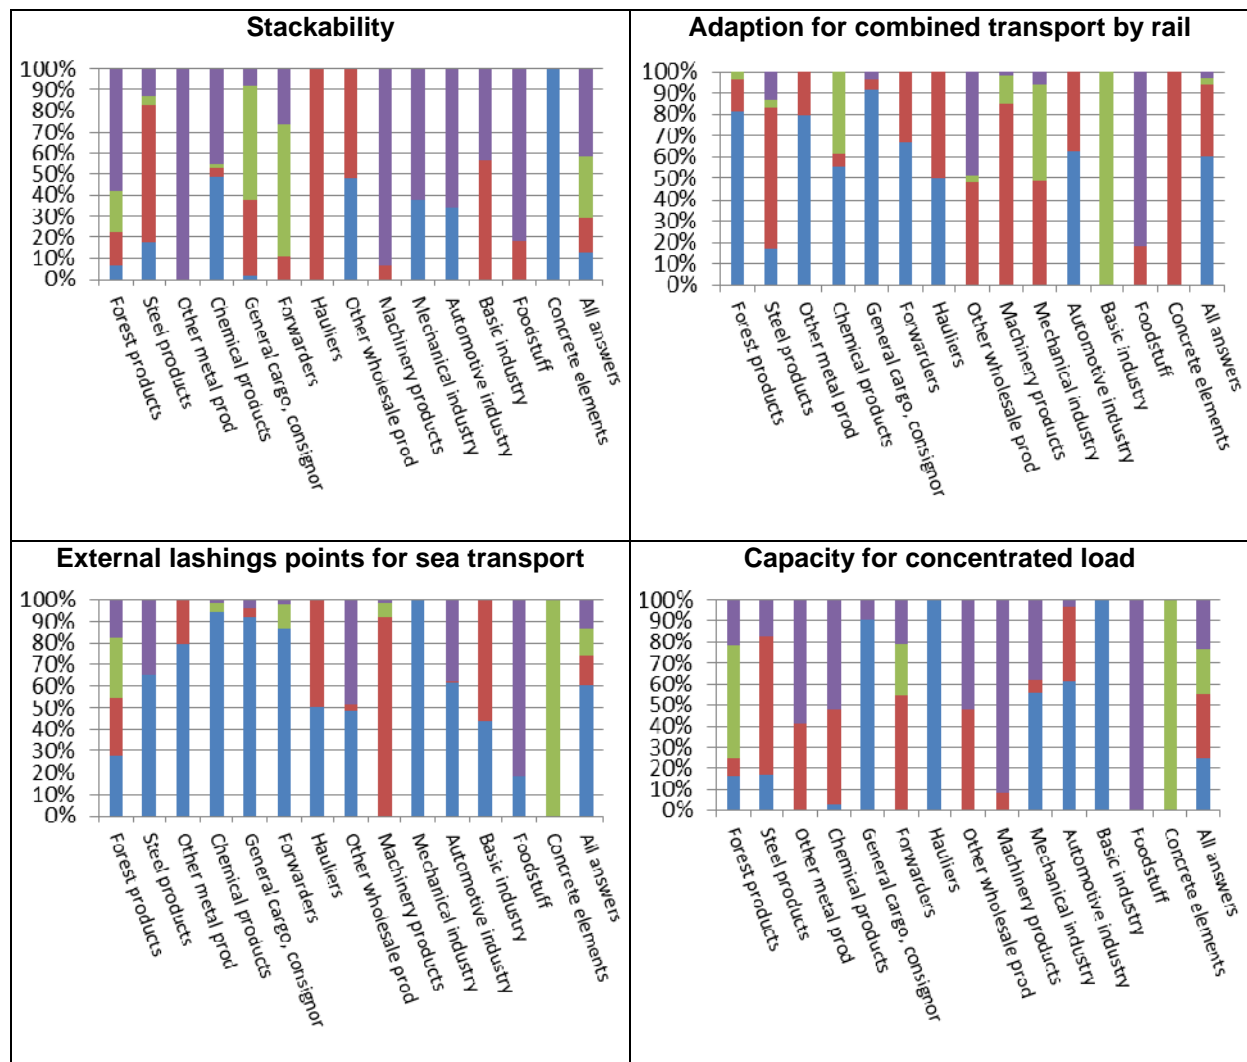 Stackability
100%
90%
80%
70%
60%
50%
40%
30%
20%
10%
0%
Forest products
Steel products
Other metal prod
Chemical products
General cargo, consignor
Forwarders
Hauliers
Other wholesale prod
Machinery products
Mechanical industry
Automotive industry
Basic industry
Foodstuff
Concrete elements
All answers
Adaption for combined transport by rail
100%
90%
80%
70%
60%
50%
40%
30%
20%
10%
0%
Forest products
Steel products
Other metal prod
Chemical products
General cargo, consignor
Forwarders
Hauliers
Other wholesale prod
Machinery products
Mechanical industry
Automotive industry
Basic industry
Foodstuff
Concrete elements
All answers
External lashings points for sea transport
100%
90%
80%
70%
60%
50%
40%
30%
20%
10%
0%
Forest products
Steel products
Other metal prod
Chemical products
General cargo, consignor
Forwarders
Hauliers
Other wholesale prod
Machinery products
Mechanical industry
Automotive industry
Basic industry
Foodstuff
Concrete elements
All answers
Capacity for concentrated load
100%
90%
80%
70%
60%
50%
40%
30%
20%
10%
0%
Forest products
Steel products
Other metal prod
Chemical products
General cargo, consignor
Forwarders
Hauliers
Other wholesale prod
Machinery products
Mechanical industry
Automotive industry
Basic industry
Foodstuff
Concrete elements
All answers